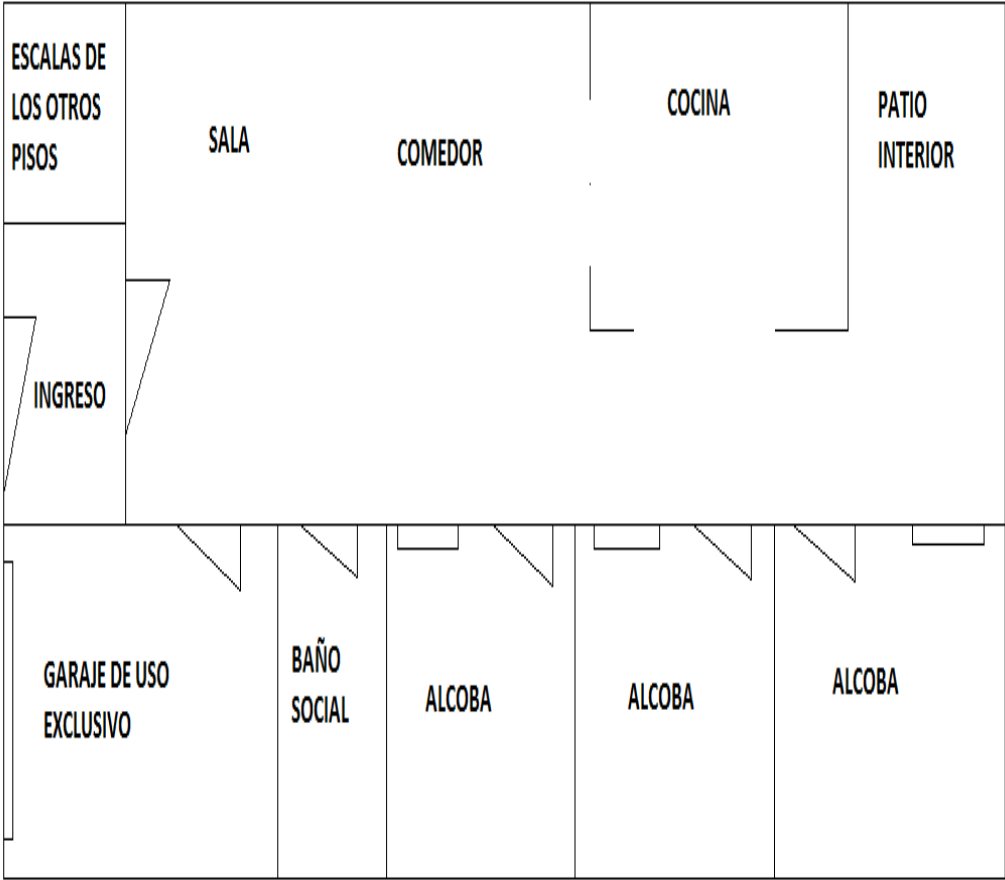 ESCALAS DE
LOS OTROS
PISOS
SALA
COMEDOR
COCINA
PATIO
INTERIOR
INGRESO
GARAJE DE USO
EXCLUSIVO
BAÑO
SOCIAL
ALCOBA
ALCOBA
ALCOBA